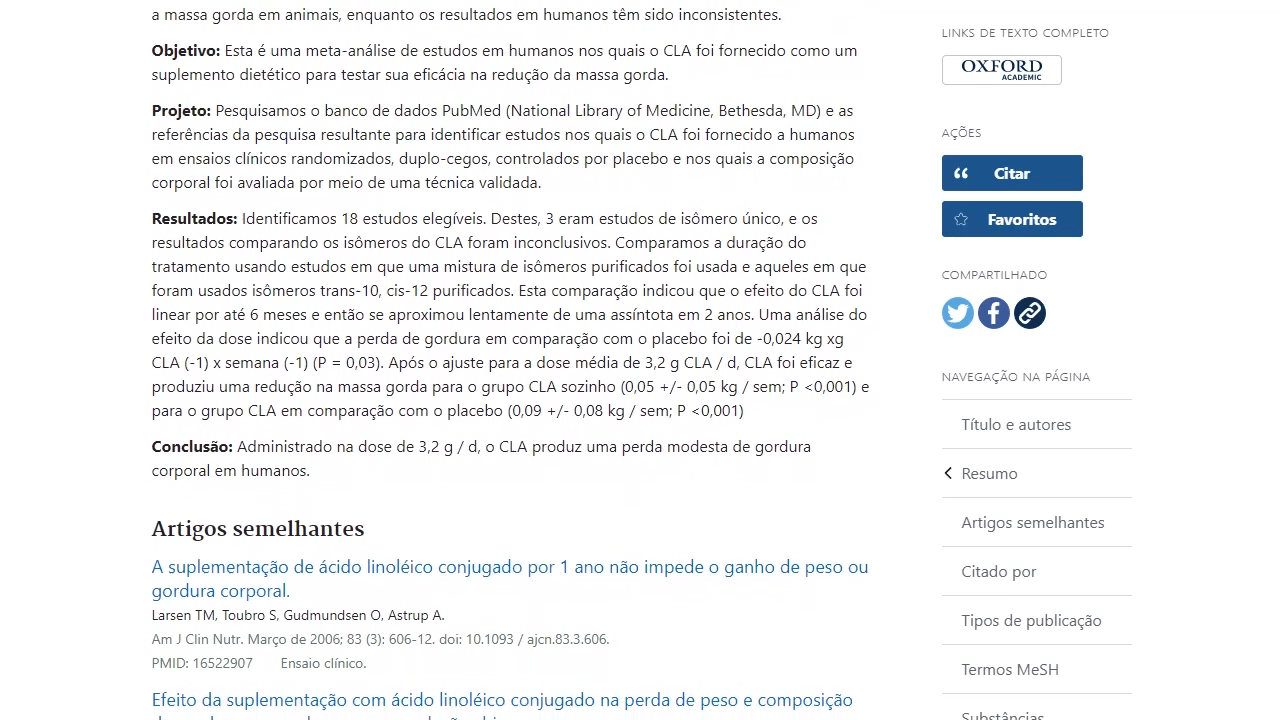 a massa gorda em animais, enquanto os resultados em humanos têm sido inconsistentes.
Objetivo: Esta é uma meta-análise de estudos em humanos nos quais o CLA foi fornecido como um
suplemento dietético para testar sua eficácia na redução da massa gorda.
Projeto: Pesquisamos o banco de dados PubMed (National Library of Medicine, Bethesda, MD) e as
referências da pesquisa resultante para identificar estudos nos quais o CLA foi fornecido a humanos
em ensaios clínicos randomizados, duplo-cegos, controlados por placebo e nos quais a composição
corporal foi avaliada por meio de uma técnica validada.
Resultados: Identificamos 18 estudos elegíveis. Destes, 3 eram estudos de isômero único, e os
resultados comparando os isômeros do CLA foram inconclusivos. Comparamos a duração do
tratamento usando estudos em que uma mistura de isômeros purificados foi usada e aqueles em que
foram usados isômeros trans-10, cis-12 purificados. Esta comparação indicou que o efeito do CLA foi
linear por até 6 meses e então se aproximou lentamente de uma assíntota em 2 anos. Uma análise do
efeito da dose indicou que a perda de gordura em comparação com o placebo foi de -0,024 kg xg
CLA (-1) x semana (-1) (P = 0,03). Após o ajuste para a dose média de 3,2 g CLA / d, CLA foi eficaz e
produziu uma redução na massa gorda para o grupo CLA sozinho (0,05 +/- 0,05 kg / sem; P <0,001) e
para o grupo CLA em comparação com o placebo (0,09 +/- 0,08 kg / sem; P <0,001)
Conclusão: Administrado na dose de 3,2 g / d, o CLA produz uma perda modesta de gordura
corporal em humanos.
Artigos semelhantes
A suplementação de ácido linoléico conjugado por 1 ano não impede o ganho de peso ou
gordura corporal.
Larsen TM, Toubro S, Gudmundsen O, Astrup A.
Am J Clin Nutr. Março de 2006; 83 (3): 606-12. doi: 10.1093 / ajcn.83.3.606.
PMID: 16522907 Ensaio clínico.
Efeito da suplementação com ácido linoléico conjugado na perda de peso e composição
LINKS DE TEXTO COMPLETO
OXFORD
ACADEMIC
AÇÕES
Citar
Favoritos
COMPARTILHADO
NAVEGAÇÃO NA PÁGINA
Título e autores
Resumo
Artigos semelhantes
Citado por
Tipos de publicação
Termos MeSH
Substâncias